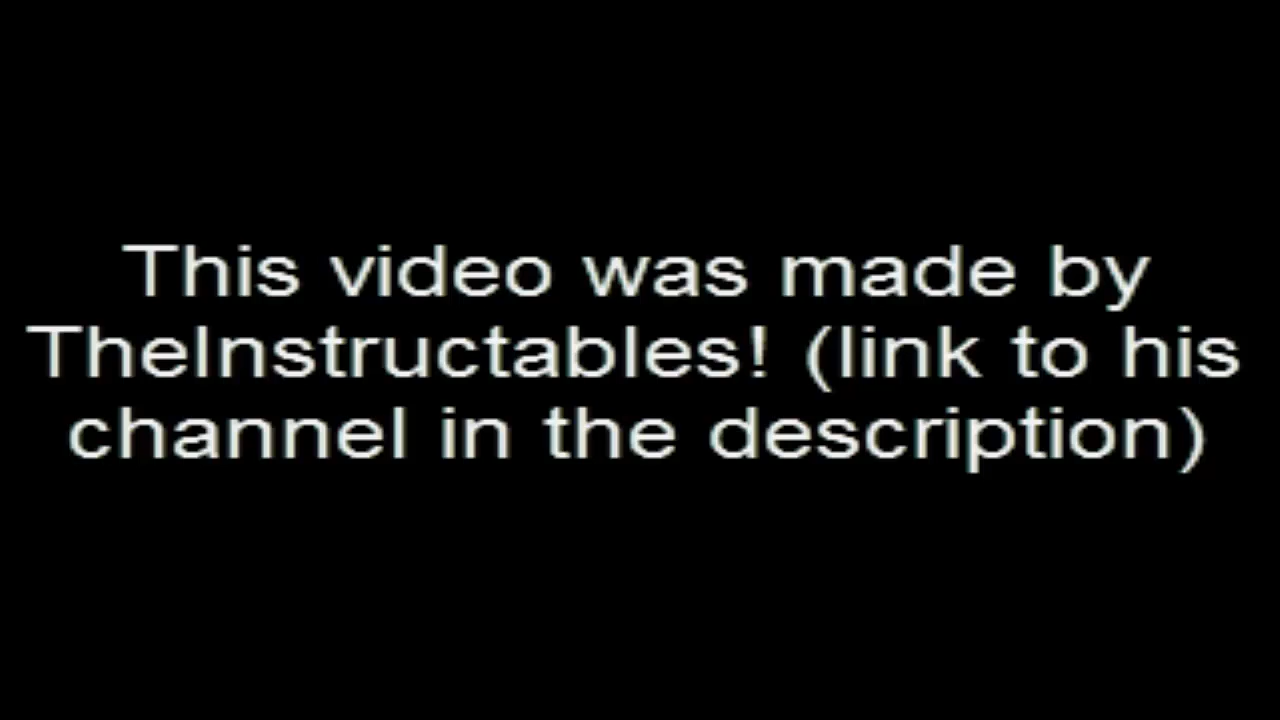 This video was made by
TheInstructables! (link to his
channel in the description)